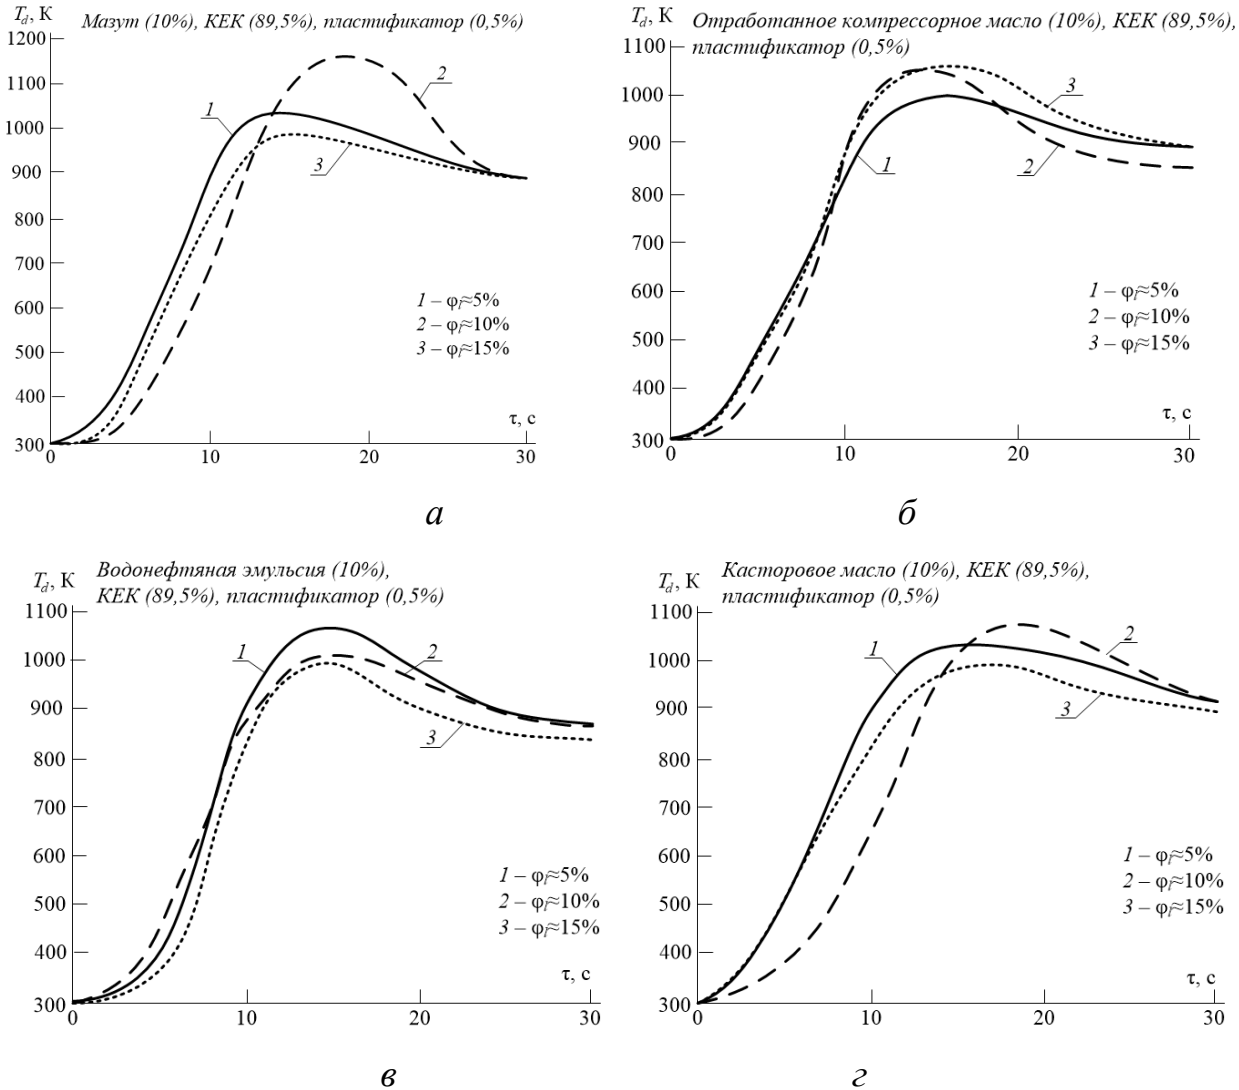 T_d, К
Мазут (10%), КЕК (89,5%), пластификатор (0,5%)
1200
1100
1000
900
800
700
600
500
400
300
0
10
20
30
1
2
3
1 – φ_l≈5%
2 – φ_l≈10%
3 – φ_l≈15%
τ, с
а
T_d, К
Отработанное компрессорное масло (10%), КЕК (89,5%),
пластификатор (0,5%)
1100
1000
900
800
700
600
500
400
300
0
10
20
30
3
1
2
1 – φ_l≈5%
2 – φ_l≈10%
3 – φ_l≈15%
τ, с
б
T_d, К
Водонефтяная эмульсия (10%),
КЕК (89,5%), пластификатор (0,5%)
1100
1000
900
800
700
600
500
400
300
0
10
20
30
1
2
3
1 – φ_l≈5%
2 – φ_l≈10%
3 – φ_l≈15%
τ, с
в
T_d, К
Касторовое масло (10%), КЕК (89,5%),
пластификатор (0,5%)
1100
1000
900
800
700
600
500
400
300
0
10
20
30
1
2
3
1 – φ_l≈5%
2 – φ_l≈10%
3 – φ_l≈15%
τ, с
г